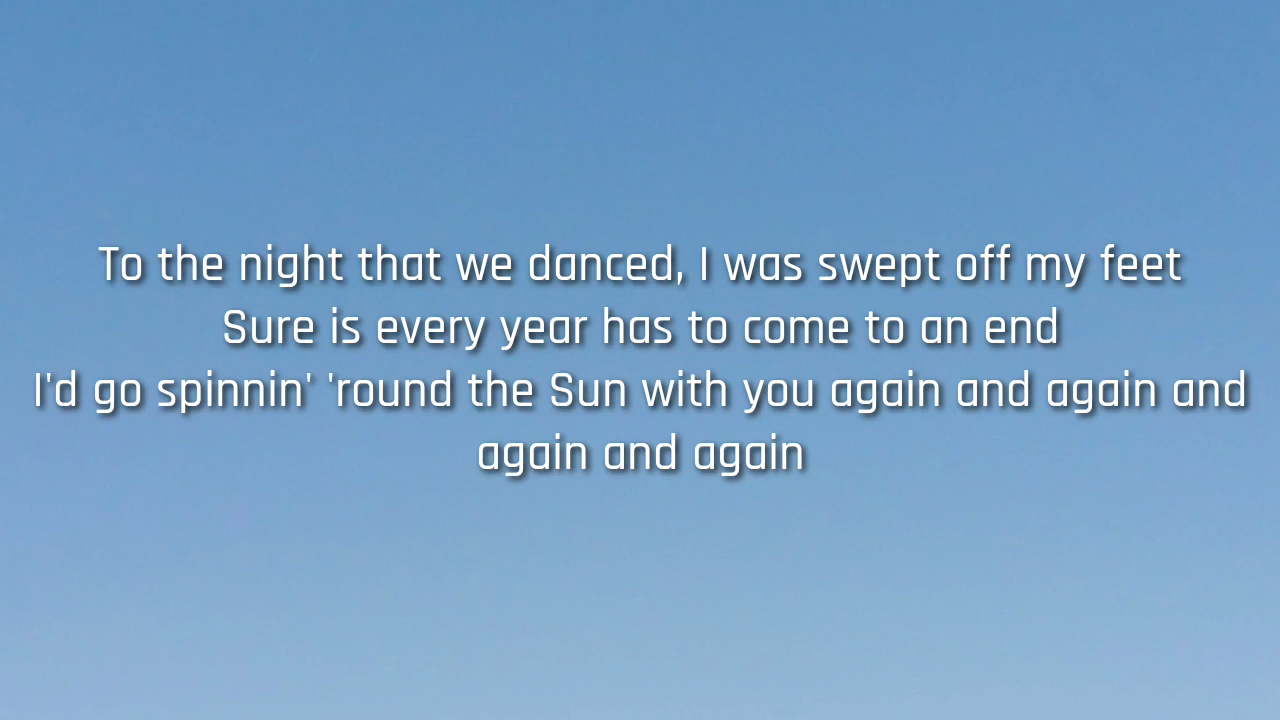 To the night that we danced, I was swept off my feet
Sure is every year has to come to an end
I'd go spinnin' 'round the Sun with you again and again and
again and again